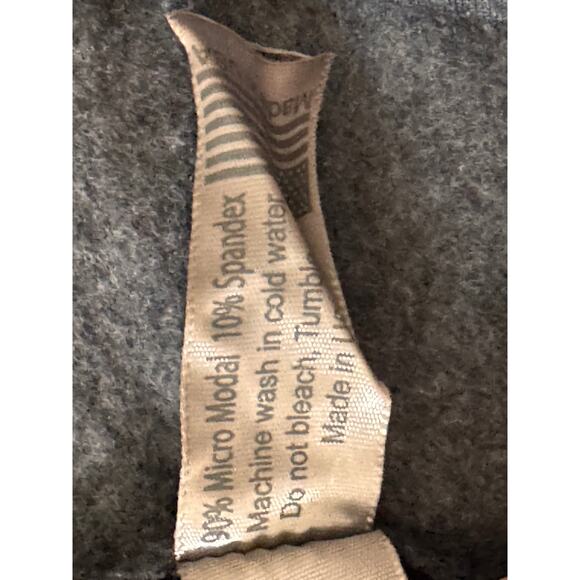 90% Micro Modal 10% Spandex
Machine wash in cold water
Do not bleach, Tumbl
Made in U